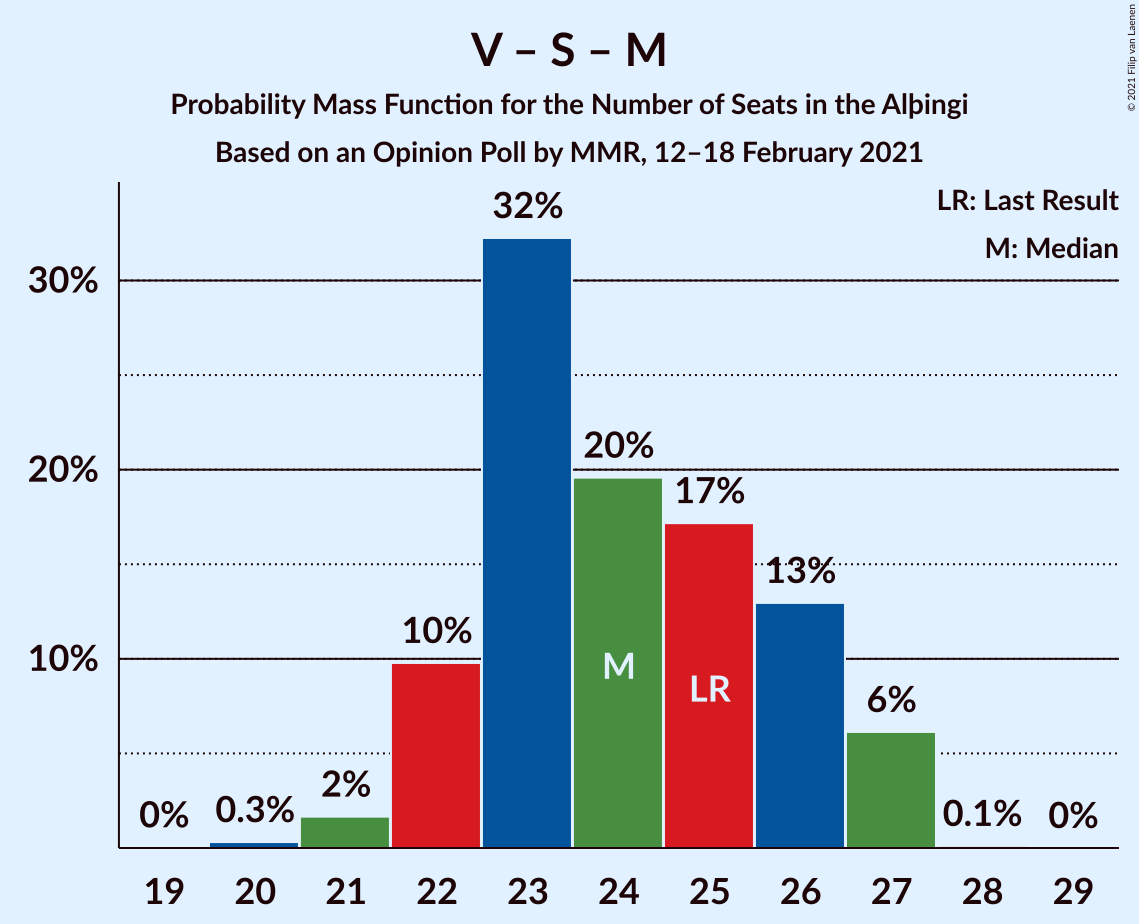 V – S – M
Probability Mass Function for the Number of Seats in the Alþingi
Based on an Opinion Poll by MMR, 12–18 February 2021
© 2021 Filip van Laenen
LR: Last Result
M: Median
30%
20%
10%
0%
0.3%
2%
10%
32%
20%
17%
13%
6%
0.1%
0%
M
LR
19 20 21 22 23 24 25 26 27 28 29